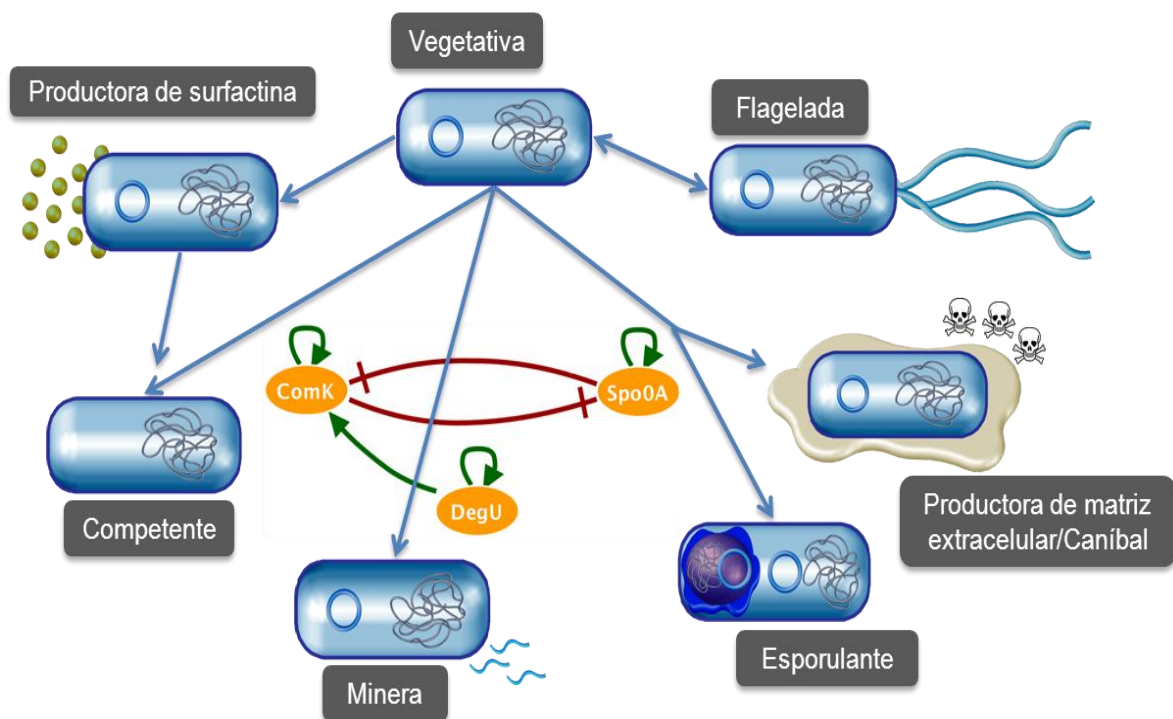 Vegetativa
Productora de surfactina
Flagelada
ComK
Spo0A
DegU
Competente
Productora de matriz
extracelular/Caníbal
Esporulante
Minera